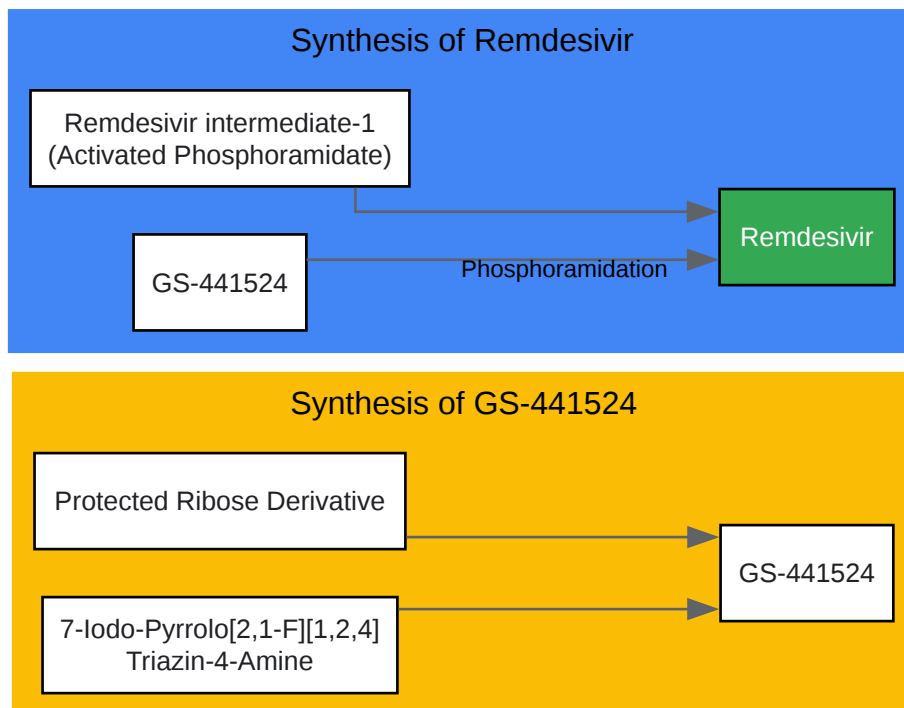 Synthesis of Remdesivir
Remdesivir intermediate-1
(Activated Phosphoramidate)
Remdesivir
GS-441524
Phosphoramidation
Synthesis of GS-441524
Protected Ribose Derivative
GS-441524
7-Iodo-Pyrrolo[2,1-F][1,2,4]
Triazin-4-Amine